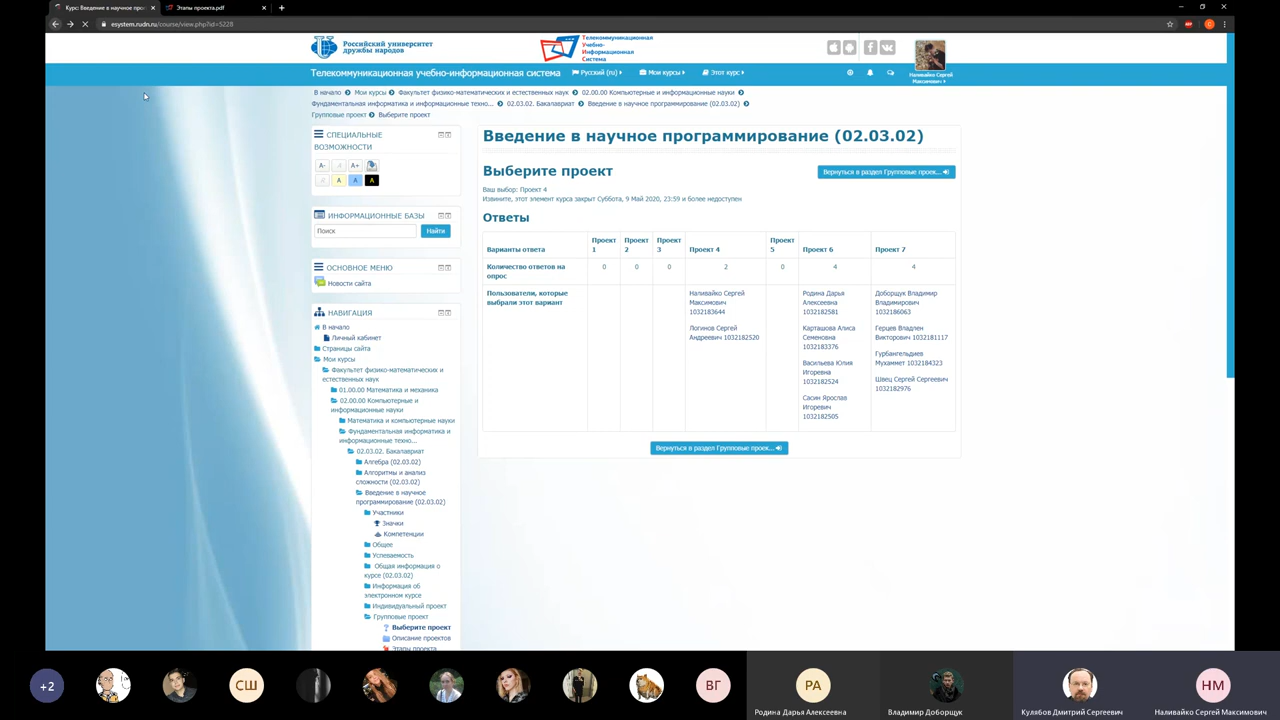 Курс: Введение в научное прог
Этапы проекта.pdf
esystem.rudn.ru/course/view.php?id=5228
Российский университет
дружбы народов
Телекоммуникационная
Учебно-
Информационная
Система
Телекоммуникационная учебно-информационная система
Русский (ru)
Мои курсы
Этот курс
Наливайко Сергей
Максимович
В начало
Мои курсы
Факультет физико-математических и естественных наук
02.00.00 Компьютерные и информационные науки
Фундаментальная информатика и информационные техно...
02.03.02. Бакалавриат
Введение в научное программирование (02.03.02)
Групповые проект
Выберите проект
СПЕЦИАЛЬНЫЕ
ВОЗМОЖНОСТИ
A-
A
A+
A
A
A
ИНФОРМАЦИОННЫЕ БАЗЫ
Поиск
Найти
ОСНОВНОЕ МЕНЮ
Новости сайта
НАВИГАЦИЯ
В начало
Личный кабинет
Страницы сайта
Мои курсы
Факультет физико-математических и
естественных наук
01.00.00 Математика и механика
02.00.00 Компьютерные и
информационные науки
Математика и компьютерные науки
Фундаментальная информатика и
информационные техно...
02.03.02. Бакалавриат
Алгебра (02.03.02)
Алгоритмы и анализ
сложности (02.03.02)
Введение в научное
программирование (02.03.02)
Участники
Значки
Компетенции
Общее
Успеваемость
Общая информация о
курсе (02.03.02)
Информация об
электронном курсе
Индивидуальный проект
Групповые проект
Выберите проект
Описание проектов
Этапы проекта
Введение в научное программирование (02.03.02)
Выберите проект
Вернуться в раздел Групповые проек...
Ваш выбор: Проект 4
Извините, этот элемент курса закрыт Суббота, 9 Май 2020, 23:59 и более недоступен
Ответы
Варианты ответа
Проект 1
Проект 2
Проект 3
Проект 4
Проект 5
Проект 6
Проект 7
Количество ответов на
опрос
0
0
0
2
0
4
4
Пользователи, которые
выбрали этот вариант
Наливайко Сергей
Максимович
1032183644
Логинов Сергей
Андреевич 1032182520
Родина Дарья
Алексеевна
1032182581
Карташова Алиса
Семеновна
1032183376
Васильева Юлия
Игоревна
1032182524
Сасин Ярослав
Игоревич
1032182505
Доборщук Владимир
Владимирович
1032186063
Герцев Владлен
Викторович 1032181117
Гурбангельдиев
Мухаммет 1032184323
Швец Сергей Сергеевич
1032182976
Вернуться в раздел Групповые проек...
+2
СШ
ВГ
РА
НМ
Родина Дарья Алексеевна
Владимир Доборщук
Кулябов Дмитрий Сергеевич
Наливайко Сергей Максимович